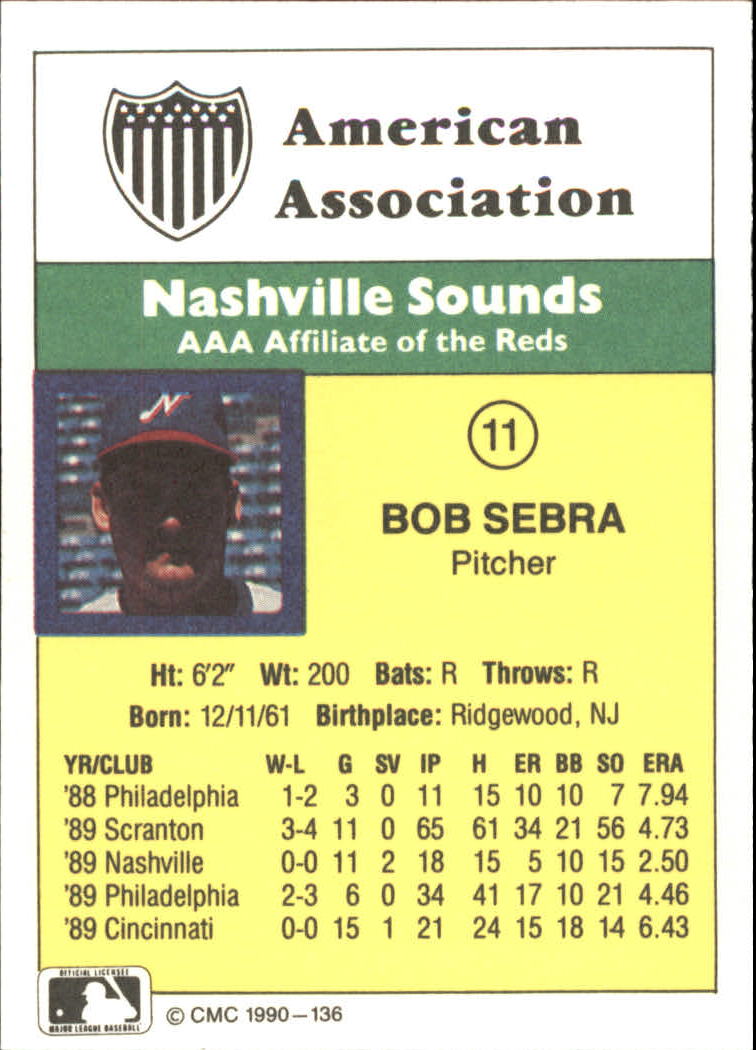 American
Association
Nashville Sounds
AAA Affiliate of the Reds
N
11
BOB SEBRA
Pitcher
Ht: 6'2" Wt: 200 Bats: R Throws: R
Born: 12/11/61 Birthplace: Ridgewood, NJ
YR/CLUB W-L G SV IP H ER BB SO ERA
'88 Philadelphia 1-2 3 0 11 15 10 10 7 7.94
'89 Scranton 3-4 11 0 65 61 34 21 56 4.73
'89 Nashville 0-0 11 2 18 15 5 10 15 2.50
'89 Philadelphia 2-3 6 0 34 41 17 10 21 4.46
'89 Cincinnati 0-0 15 1 21 24 15 18 14 6.43
OFFICIAL LICENSEE
MAJOR LEAGUE BASEBALL
© CMC 1990–136